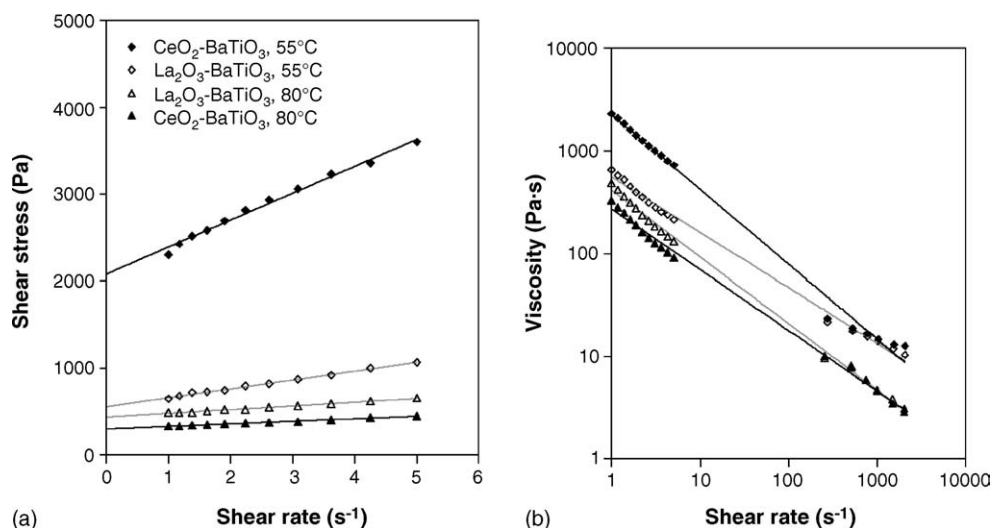 5000
4000
3000
2000
1000
0
0 1 2 3 4 5 6
Shear stress (Pa)
Shear rate (s⁻¹)
CeO₂-BaTiO₃, 55°C
La₂O₃-BaTiO₃, 55°C
La₂O₃-BaTiO₃, 80°C
CeO₂-BaTiO₃, 80°C
(a)
10000
1000
100
10
1
1 10 100 1000 10000
Viscosity (Pa·s)
Shear rate (s⁻¹)
(b)